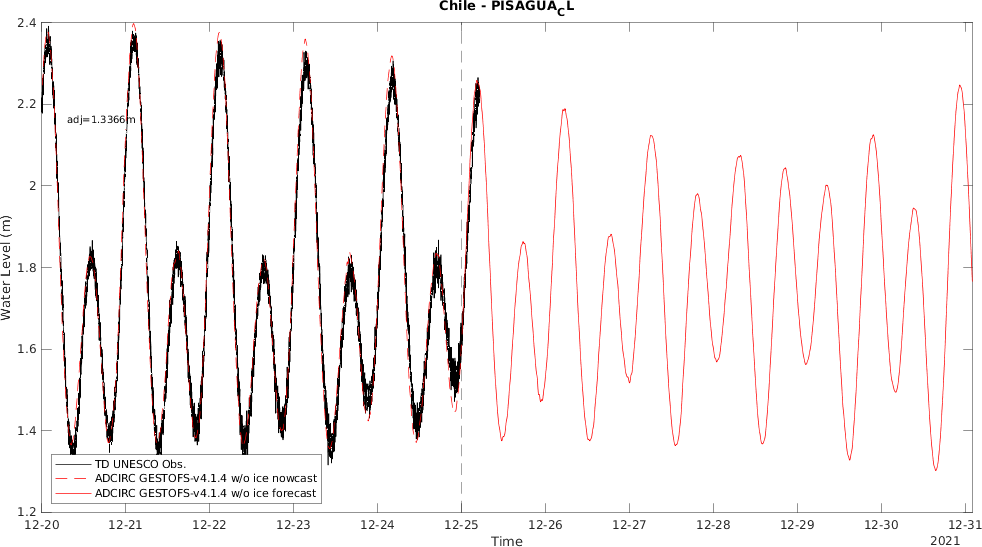 Chile - PISAGUA_CL
2.4
2.2
2
1.8
1.6
1.4
1.2
Water Level (m)
adj=1.3366m
TD UNESCO Obs.
ADCIRC GESTOFS-v4.1.4 w/o ice nowcast
ADCIRC GESTOFS-v4.1.4 w/o ice forecast
12-20 12-21 12-22 12-23 12-24 12-25 12-26 12-27 12-28 12-29 12-30 12-31
Time
2021